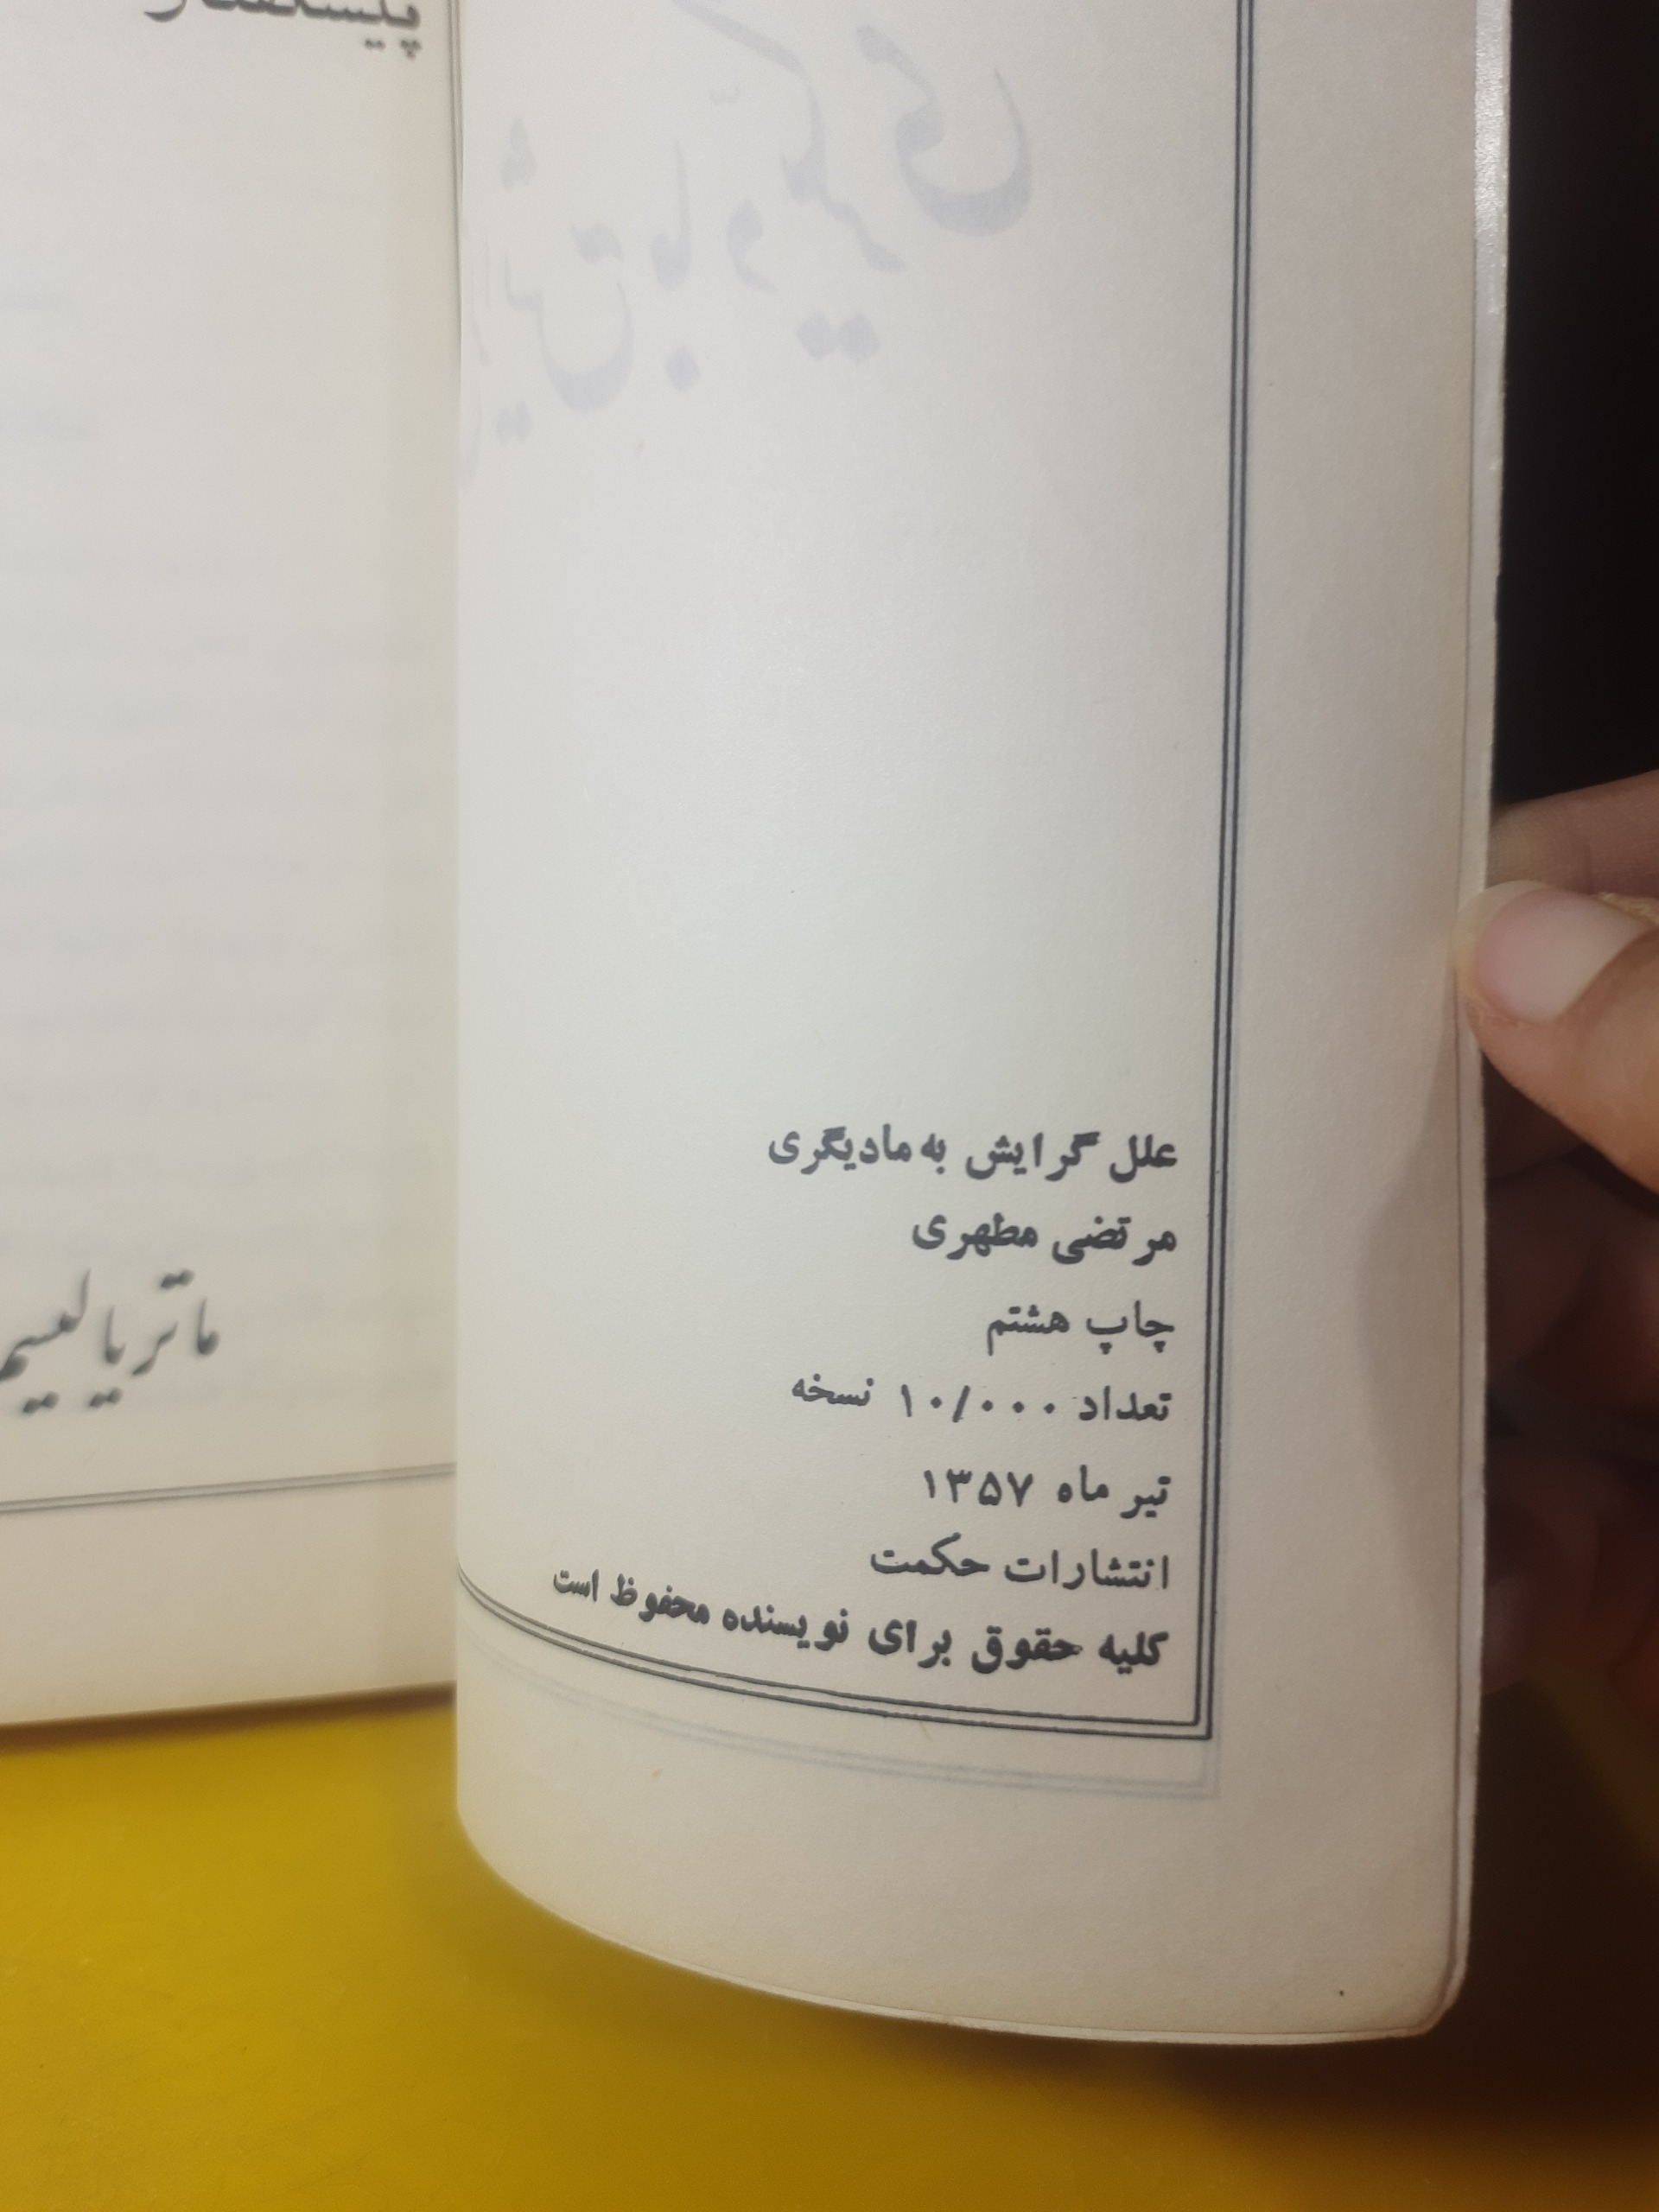 علل گرایش به مادیگری
مرتضی مطهری
چاپ هشتم
تعداد ۱۰/۰۰۰ نسخه
تیر ماه ۱۳۵۷
انتشارات حکمت
کلیه حقوق برای نویسنده محفوظ است
ماتریالیسم